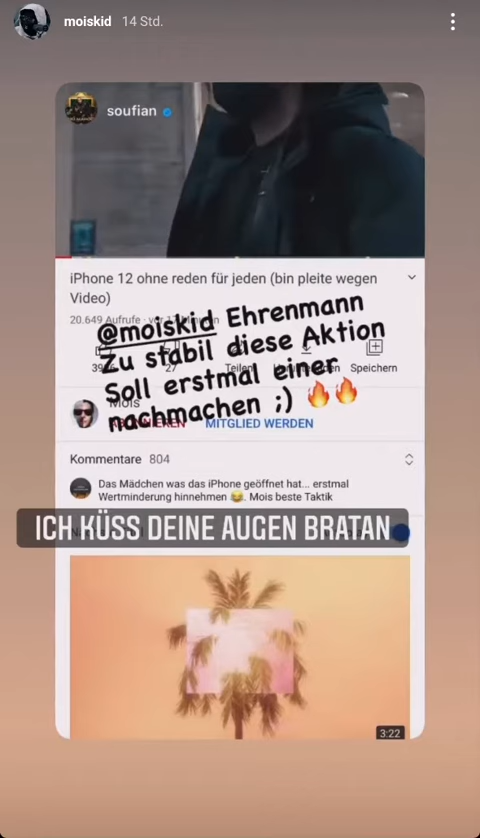 moiskid 14 Std.
soufian
iPhone 12 ohne reden für jeden (bin pleite wegen
Video)
20.649 Aufrufe · vor
@moiskid Ehrenmann
Zu stabil diese Aktion
Soll erstmal einer
nachmachen ;) 🔥🔥
27 Teilen Speichern
Mois
MITGLIED WERDEN
Kommentare 804
Das Mädchen was das iPhone geöffnet hat... erstmal
Wertminderung hinnehmen 😂. Mois beste Taktik
ICH KÜSS DEINE AUGEN BRATAN
3:22